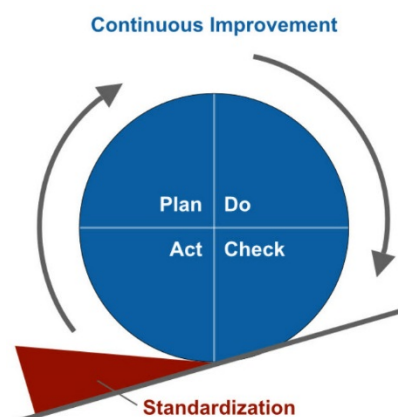 Continuous Improvement
Plan Do
Act Check
Standardization